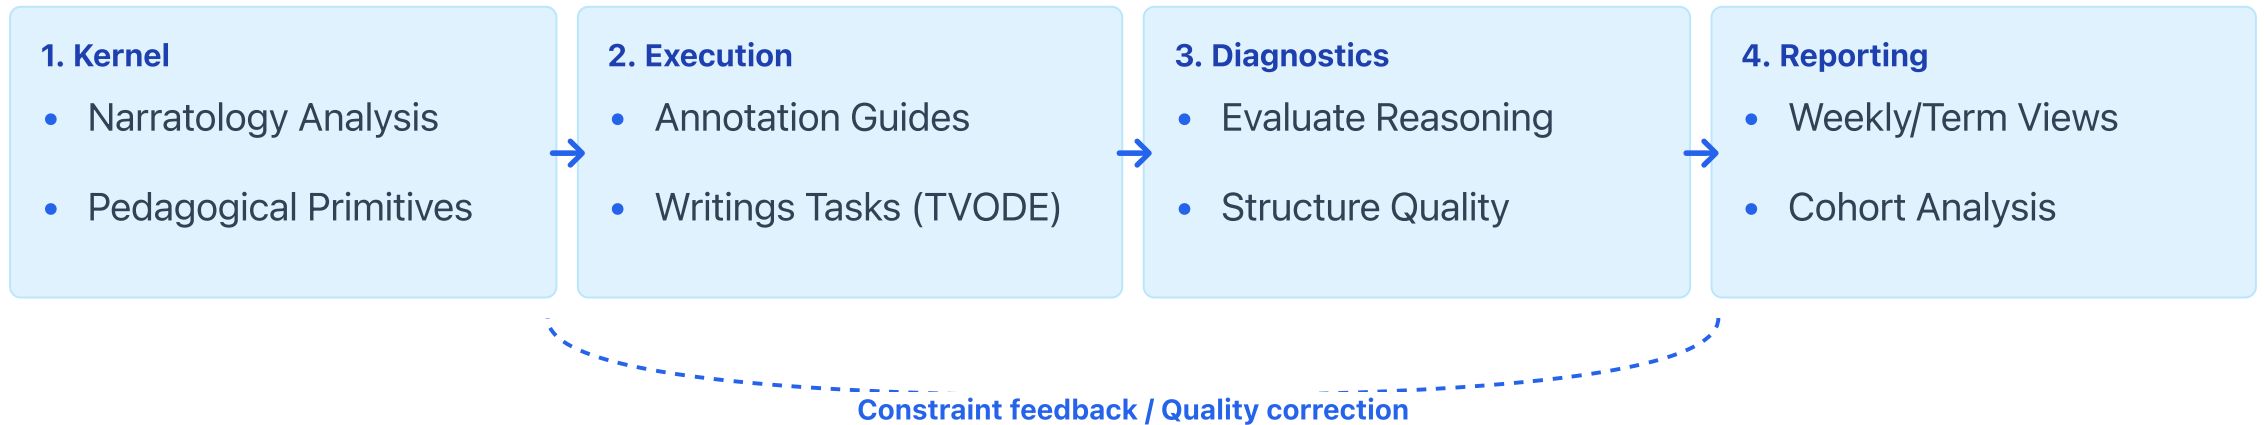 1. Kernel
• Narratology Analysis
• Pedagogical Primitives
2. Execution
• Annotation Guides
• Writings Tasks (TVODE)
3. Diagnostics
• Evaluate Reasoning
• Structure Quality
4. Reporting
• Weekly/Term Views
• Cohort Analysis
Constraint feedback / Quality correction